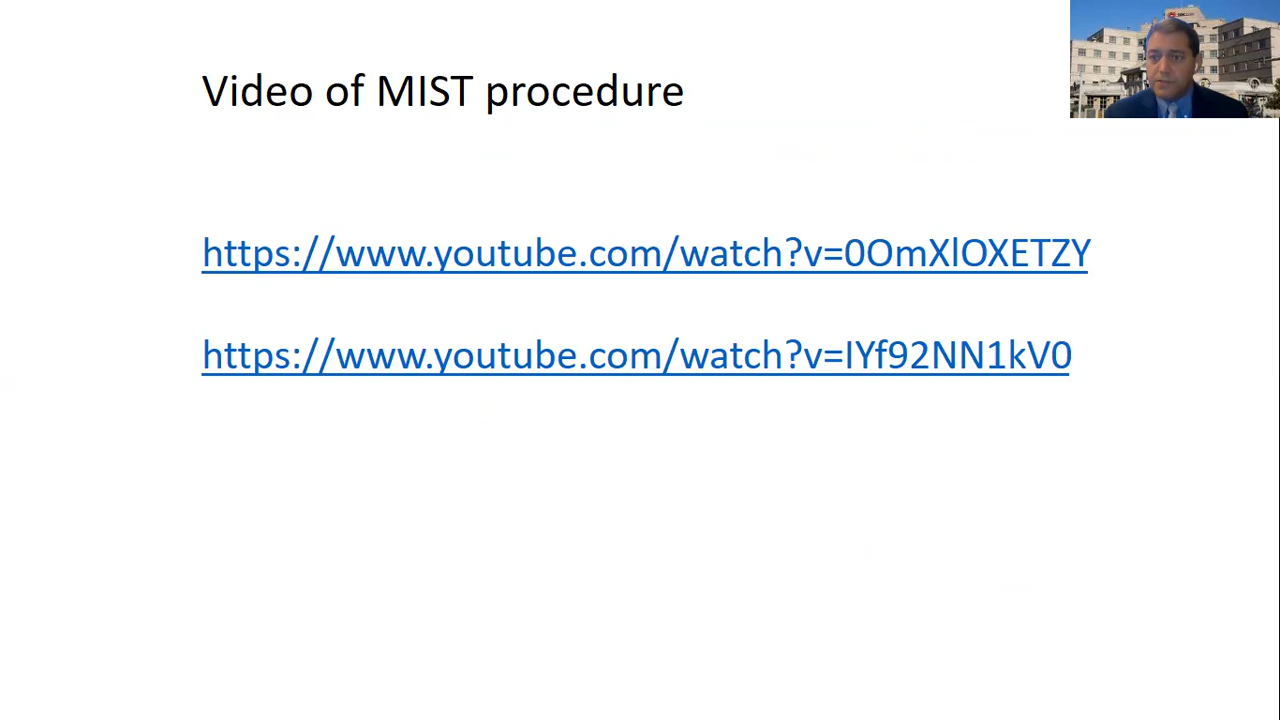 Video of MIST procedure
https://www.youtube.com/watch?v=0OmXlOXETZY
https://www.youtube.com/watch?v=IYf92NN1kV0